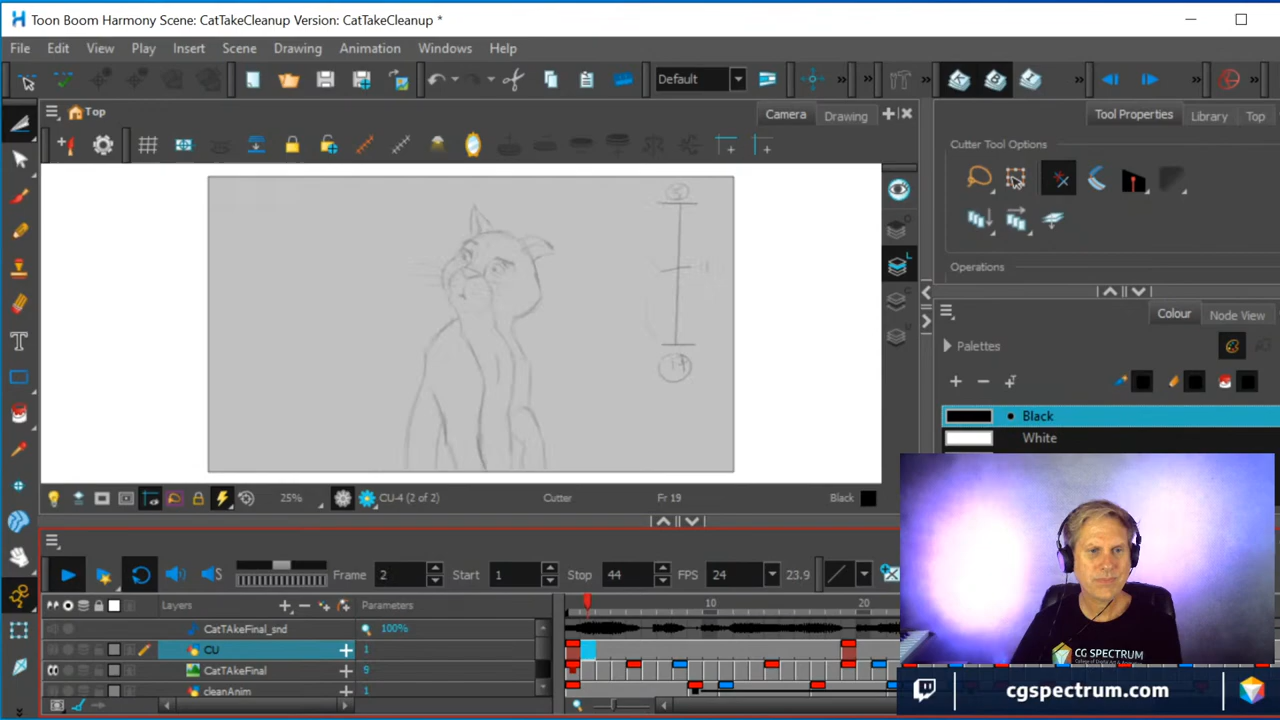 Toon Boom Harmony Scene: CatTakeCleanup Version: CatTakeCleanup *
File Edit View Play Insert Scene Drawing Animation Windows Help
Default
Top Camera Drawing
Tool Properties Library Top
Cutter Tool Options
Operations
Colour Node View
Palettes
Black
White
25% CU-4 (2 of 2) Cutter Fr 19 Black
Frame 2 Start 1 Stop 44 FPS 24 23.9
Layers Parameters 10 20
CatTAkeFinal_snd 100%
CU 1
CatTAkeFinal 9
cleanAnim 1
CG SPECTRUM
cgspectrum.com